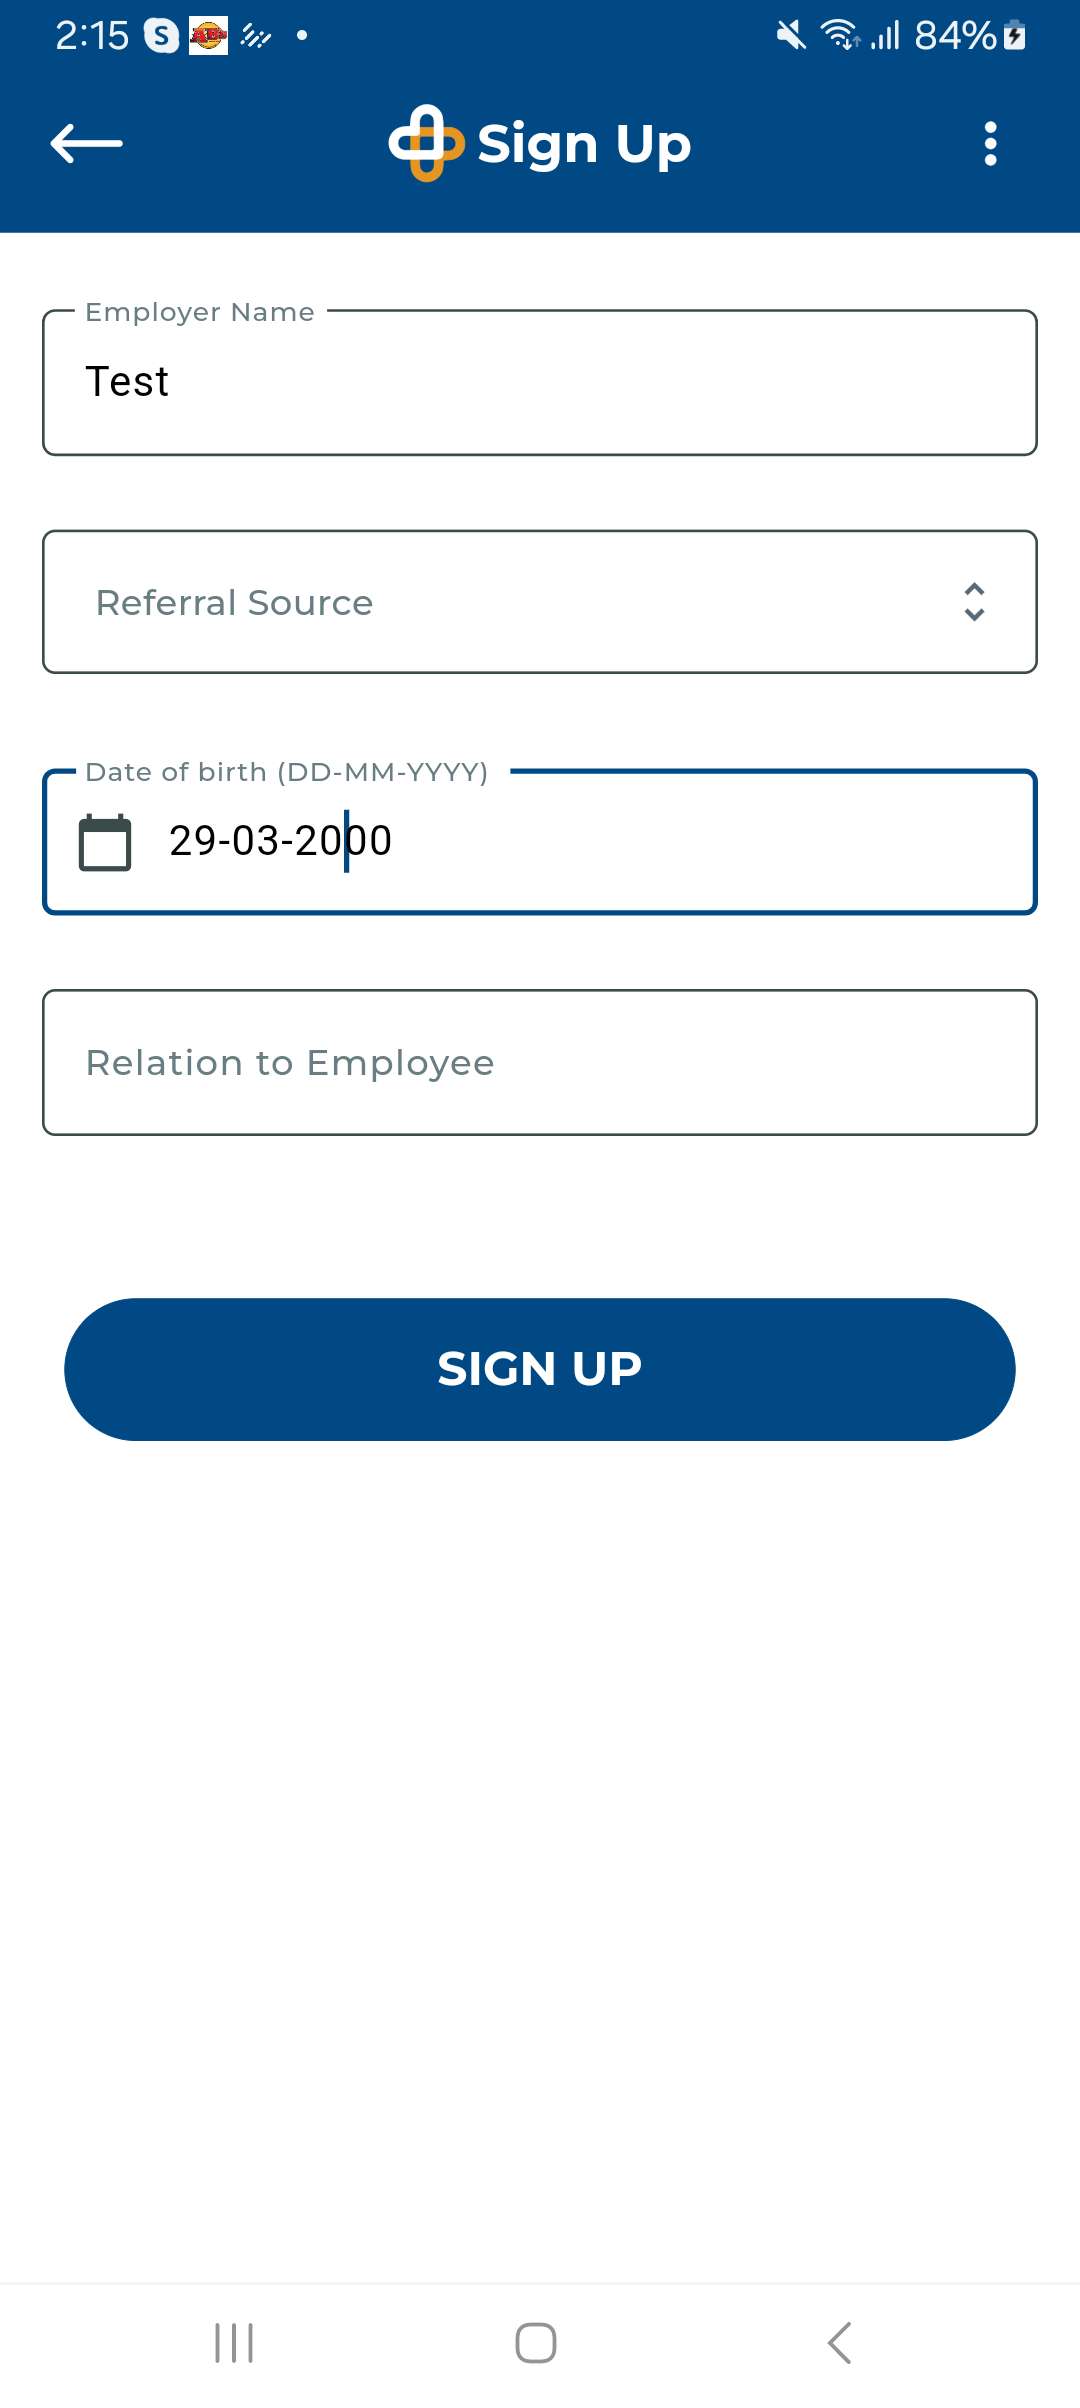 2:15 S AB's 84%
Sign Up
Employer Name
Test
Referral Source
Date of birth (DD-MM-YYYY)
29-03-2000
Relation to Employee
SIGN UP